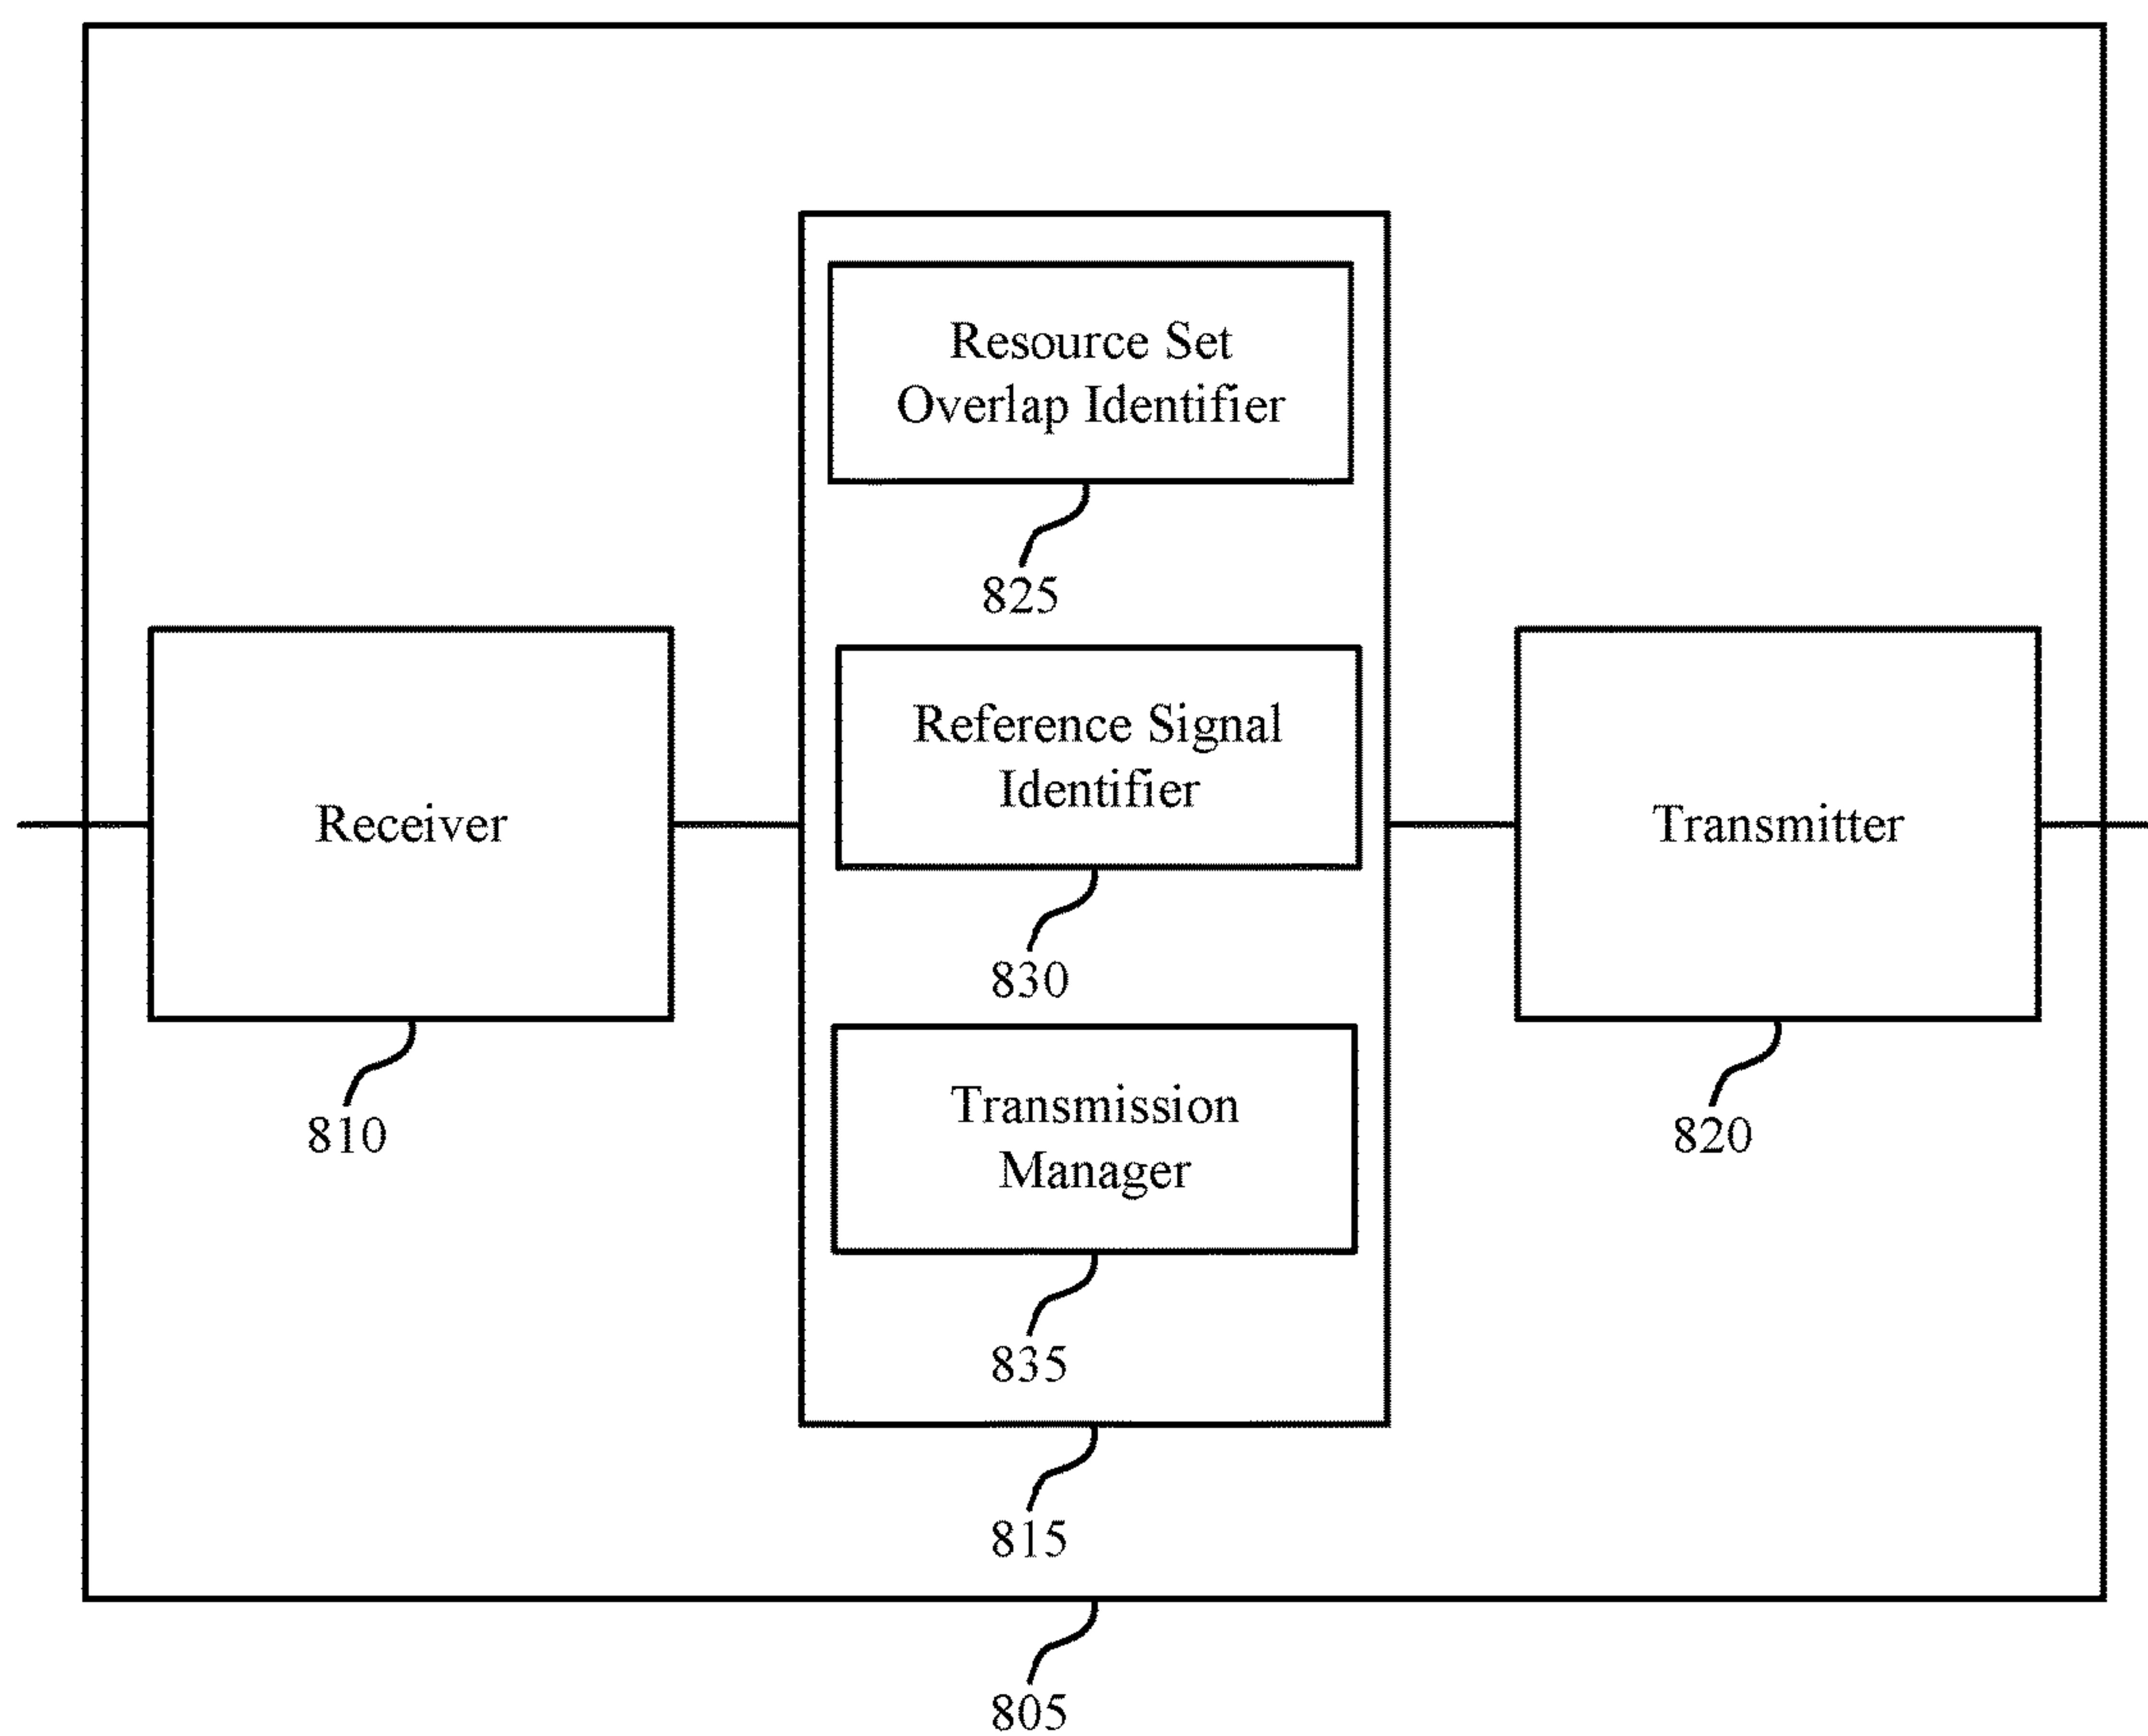 Resource Set
Overlap Identifier
825
Reference Signal
Identifier
830
Receiver
810
Transmitter
820
Transmission
Manager
835
815
805